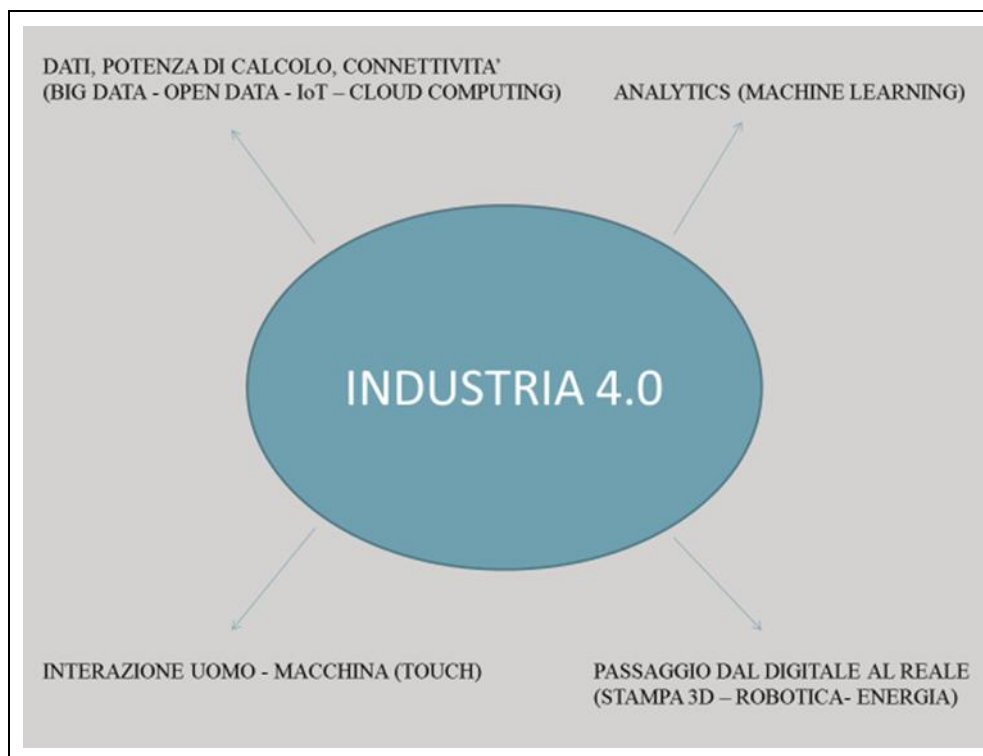 DATI, POTENZA DI CALCOLO, CONNETTIVITA'
(BIG DATA - OPEN DATA - IoT – CLOUD COMPUTING)
ANALYTICS (MACHINE LEARNING)
INDUSTRIA 4.0
INTERAZIONE UOMO - MACCHINA (TOUCH)
PASSAGGIO DAL DIGITALE AL REALE
(STAMPA 3D – ROBOTICA- ENERGIA)